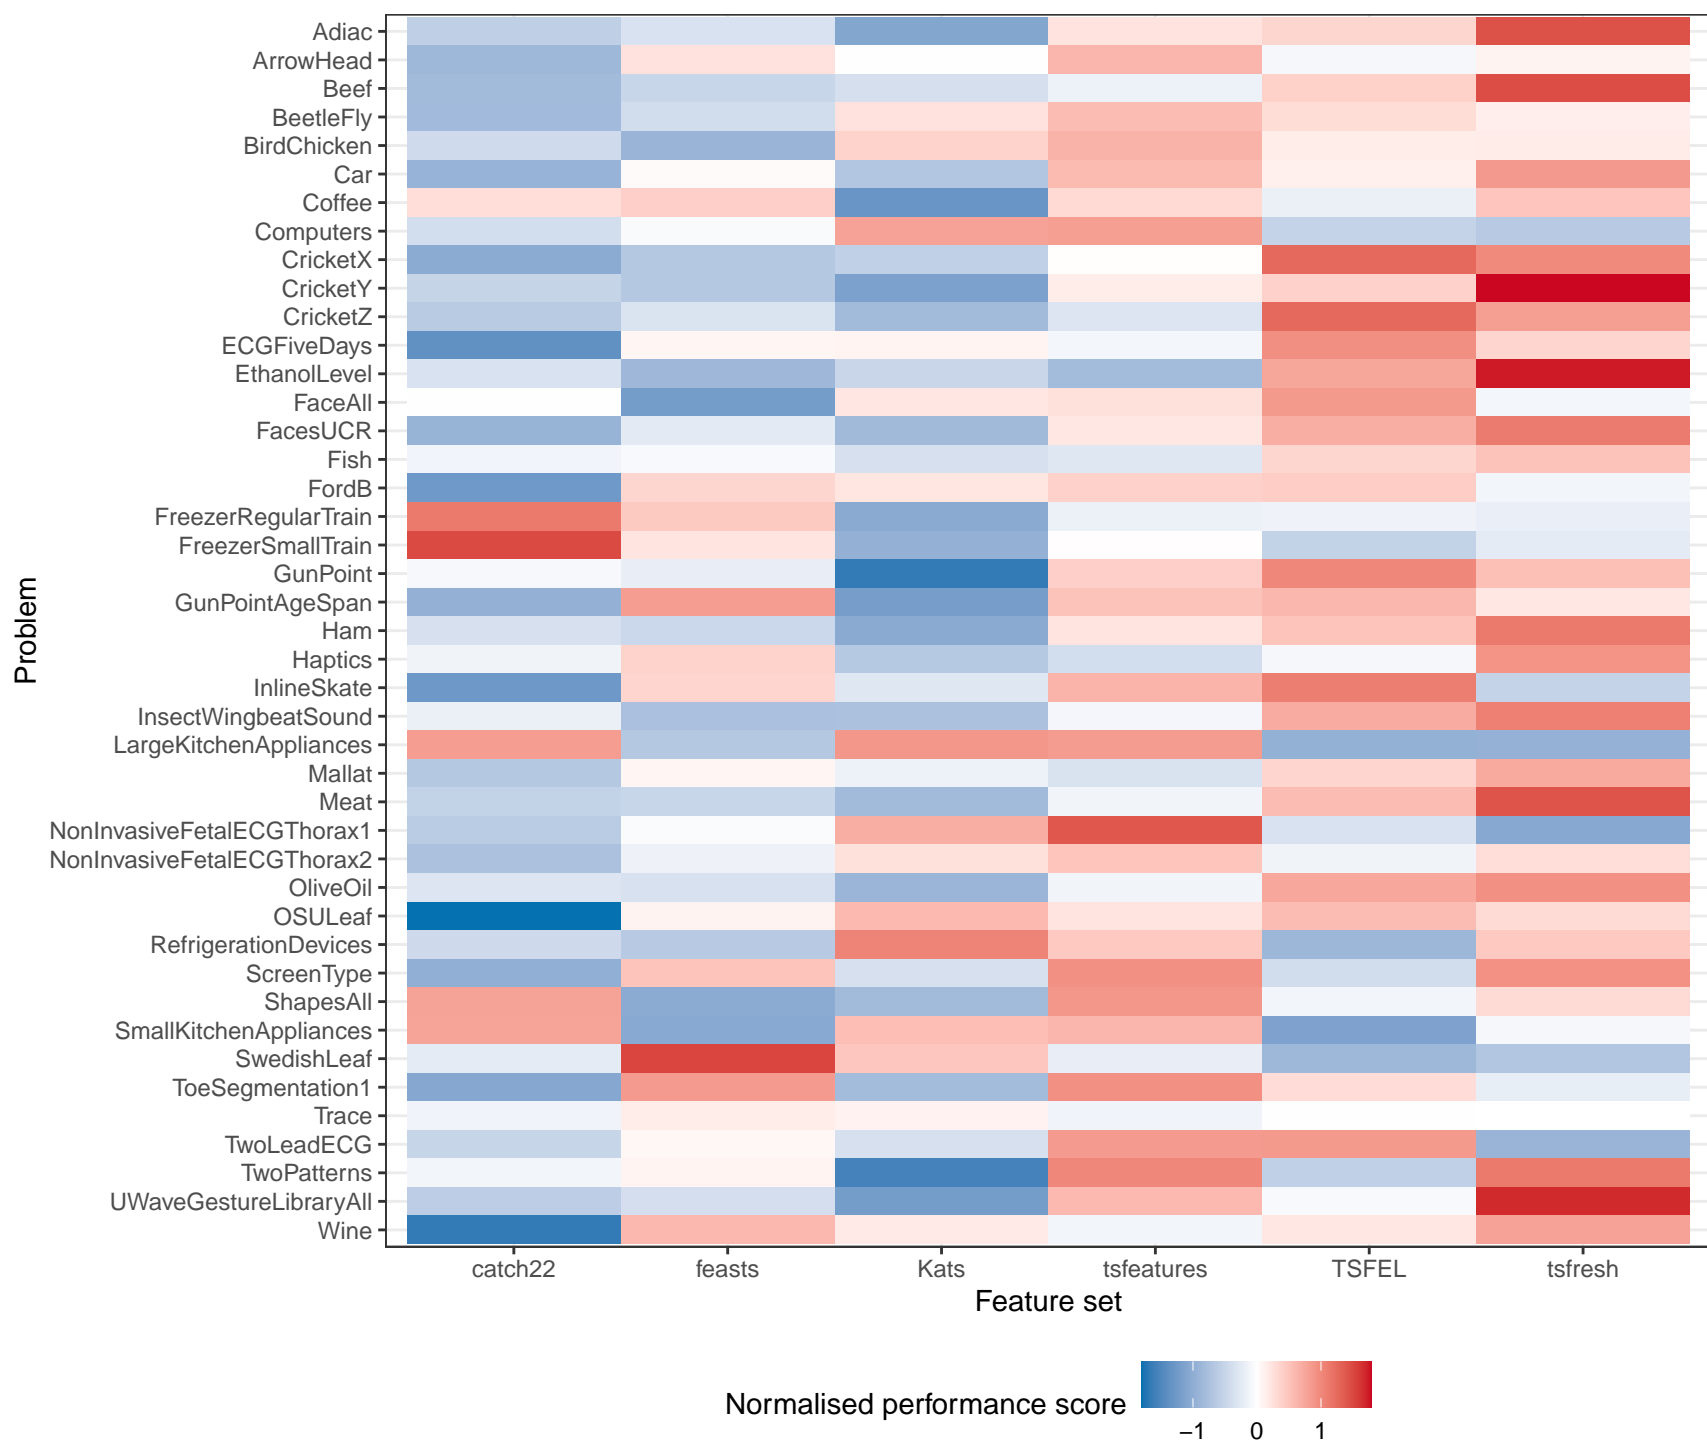 Problem
Adiac
ArrowHead
Beef
BeetleFly
BirdChicken
Car
Coffee
Computers
CricketX
CricketY
CricketZ
ECGFiveDays
EthanolLevel
FaceAll
FacesUCR
Fish
FordB
FreezerRegularTrain
FreezerSmallTrain
GunPoint
GunPointAgeSpan
Ham
Haptics
InlineSkate
InsectWingbeatSound
LargeKitchenAppliances
Mallat
Meat
NonInvasiveFetalECGThorax1
NonInvasiveFetalECGThorax2
OliveOil
OSULeaf
RefrigerationDevices
ScreenType
ShapesAll
SmallKitchenAppliances
SwedishLeaf
ToeSegmentation1
Trace
TwoLeadECG
TwoPatterns
UWaveGestureLibraryAll
Wine
catch22 feasts Kats tsfeatures TSFEL tsfresh
Feature set
Normalised performance score
−1 0 1